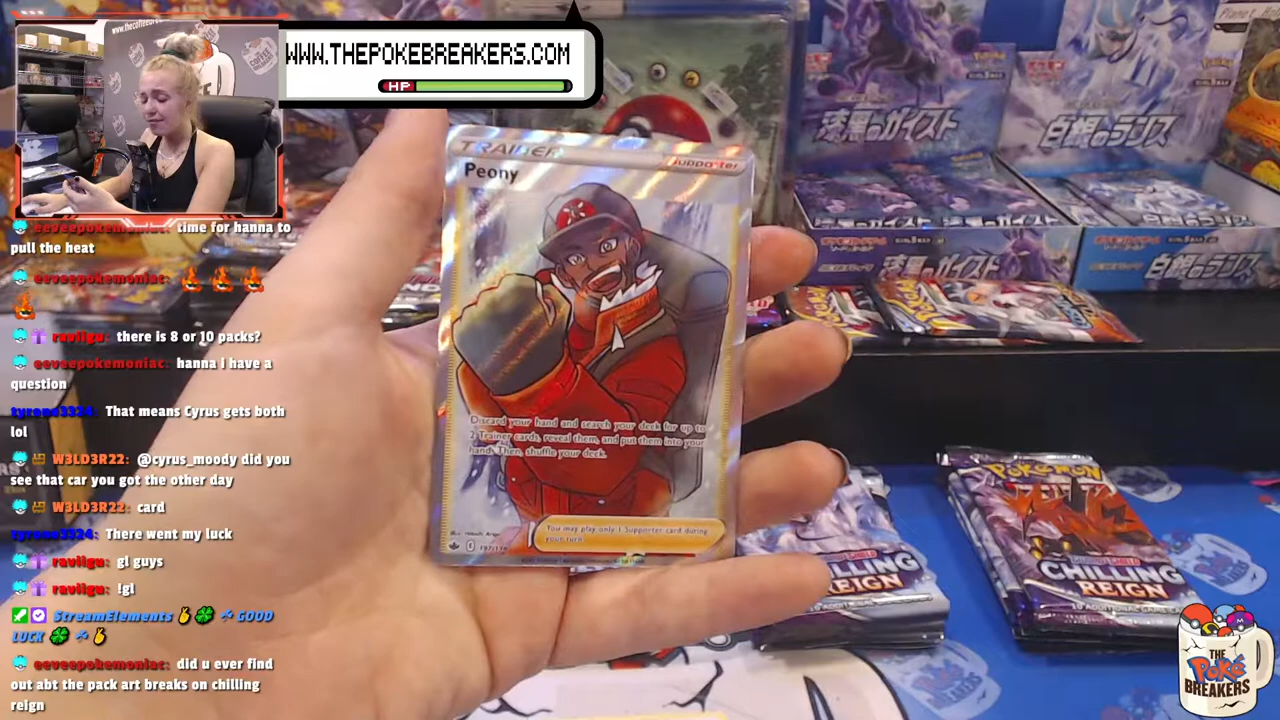 WWW.THEPOKEBREAKERS.COM
HP
eeveepokemoniac: time for hanna to
pull the heat
eeveepokemoniac:
ravilgu: there is 8 or 10 packs?
eeveepokemoniac: hanna i have a
question
tyrone3324: That means Cyrus gets both
lol
W3LD3R22: @cyrus_moody did you
see that car you got the other day
W3LD3R22: card
tyrone3324: There went my luck
ravilgu: gl guys
ravilgu: !gl
StreamElements GOOD
LUCK
eeveepokemoniac: did u ever find
out abt the pack art breaks on chilling
reign
TRAINER
Supporter
Peony
Discard your hand and search your deck for up to
2 Trainer cards, reveal them, and put them into your
hand. Then, shuffle your deck.
You may play only 1 Supporter card during
your turn.
漆黒のガイスト
白銀のランス
漆黒のガイスト
白銀のランス
REIGN
POKEMON
CHILLING
REIGN
THE
Poké
BREAKERS